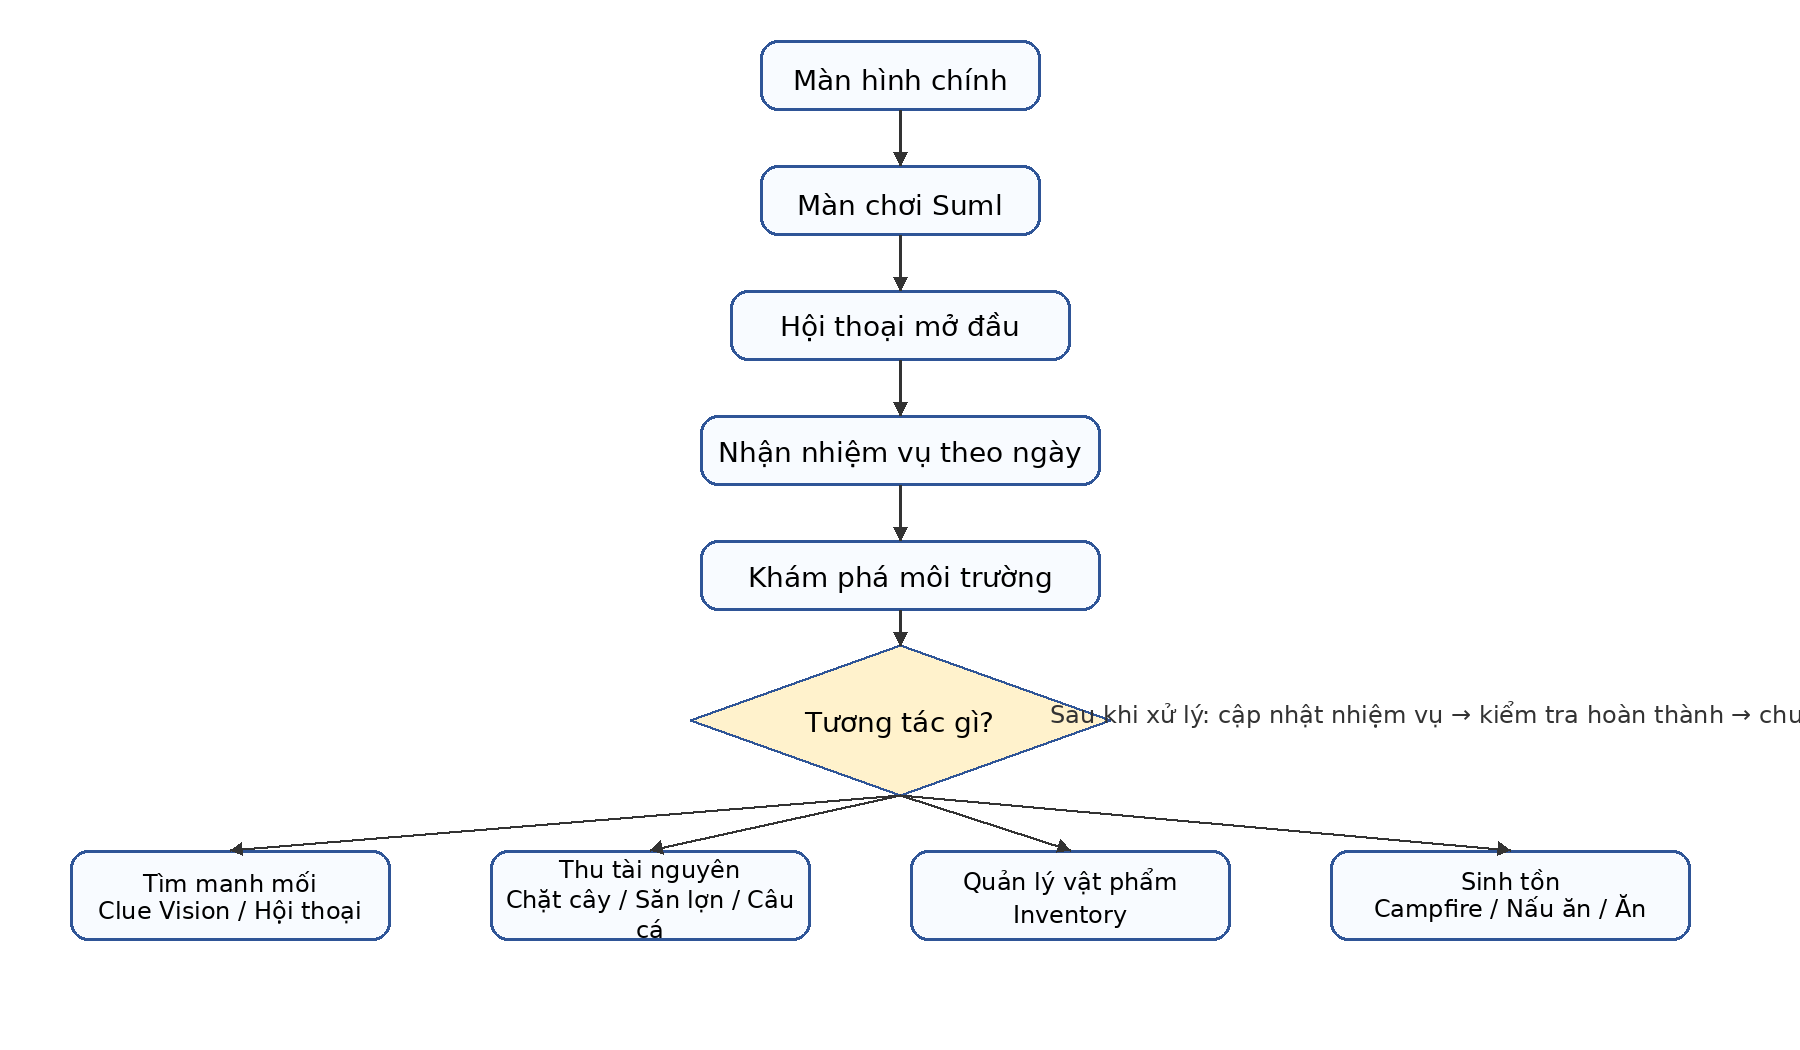 Màn hình chính
Màn chơi Suml
Hội thoại mở đầu
Nhận nhiệm vụ theo ngày
Khám phá môi trường
Tương tác gì?
Sau khi xử lý: cập nhật nhiệm vụ → kiểm tra hoàn thành →
Tìm manh mối
Clue Vision / Hội thoại
Thu tài nguyên
Chặt cây / Săn lợn / Câu
cá
Quản lý vật phẩm
Inventory
Sinh tồn
Campfire / Nấu ăn / Ăn